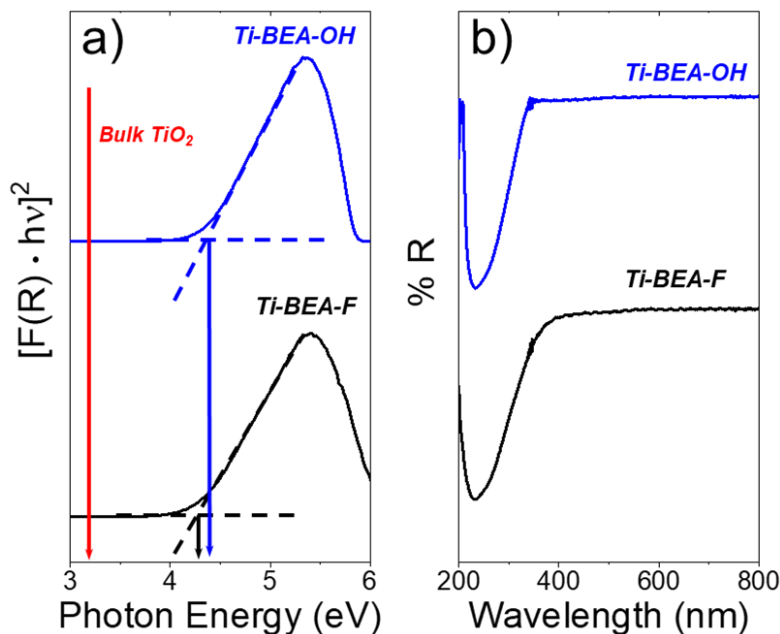 a)
Ti-BEA-OH
Bulk TiO₂
Ti-BEA-F
[F(R) · hν]²
3 4 5 6
Photon Energy (eV)
b)
Ti-BEA-OH
Ti-BEA-F
% R
200 400 600 800
Wavelength (nm)